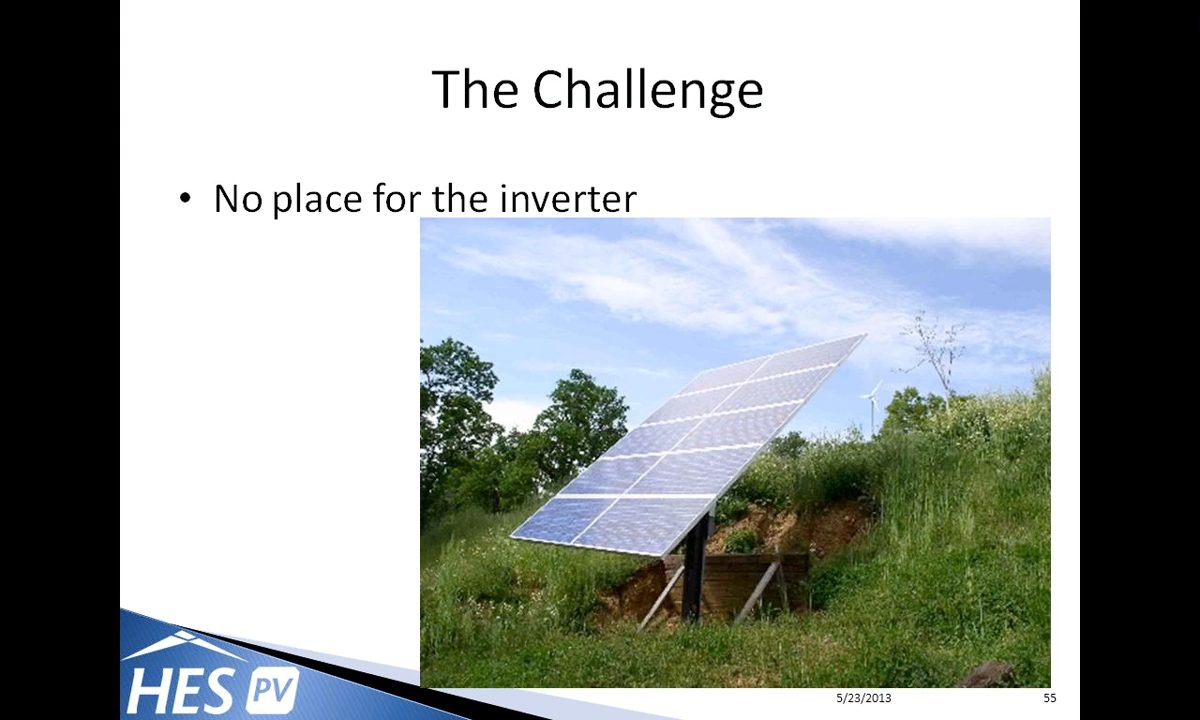 The Challenge
• No place for the inverter
HES PV
5/23/2013
55